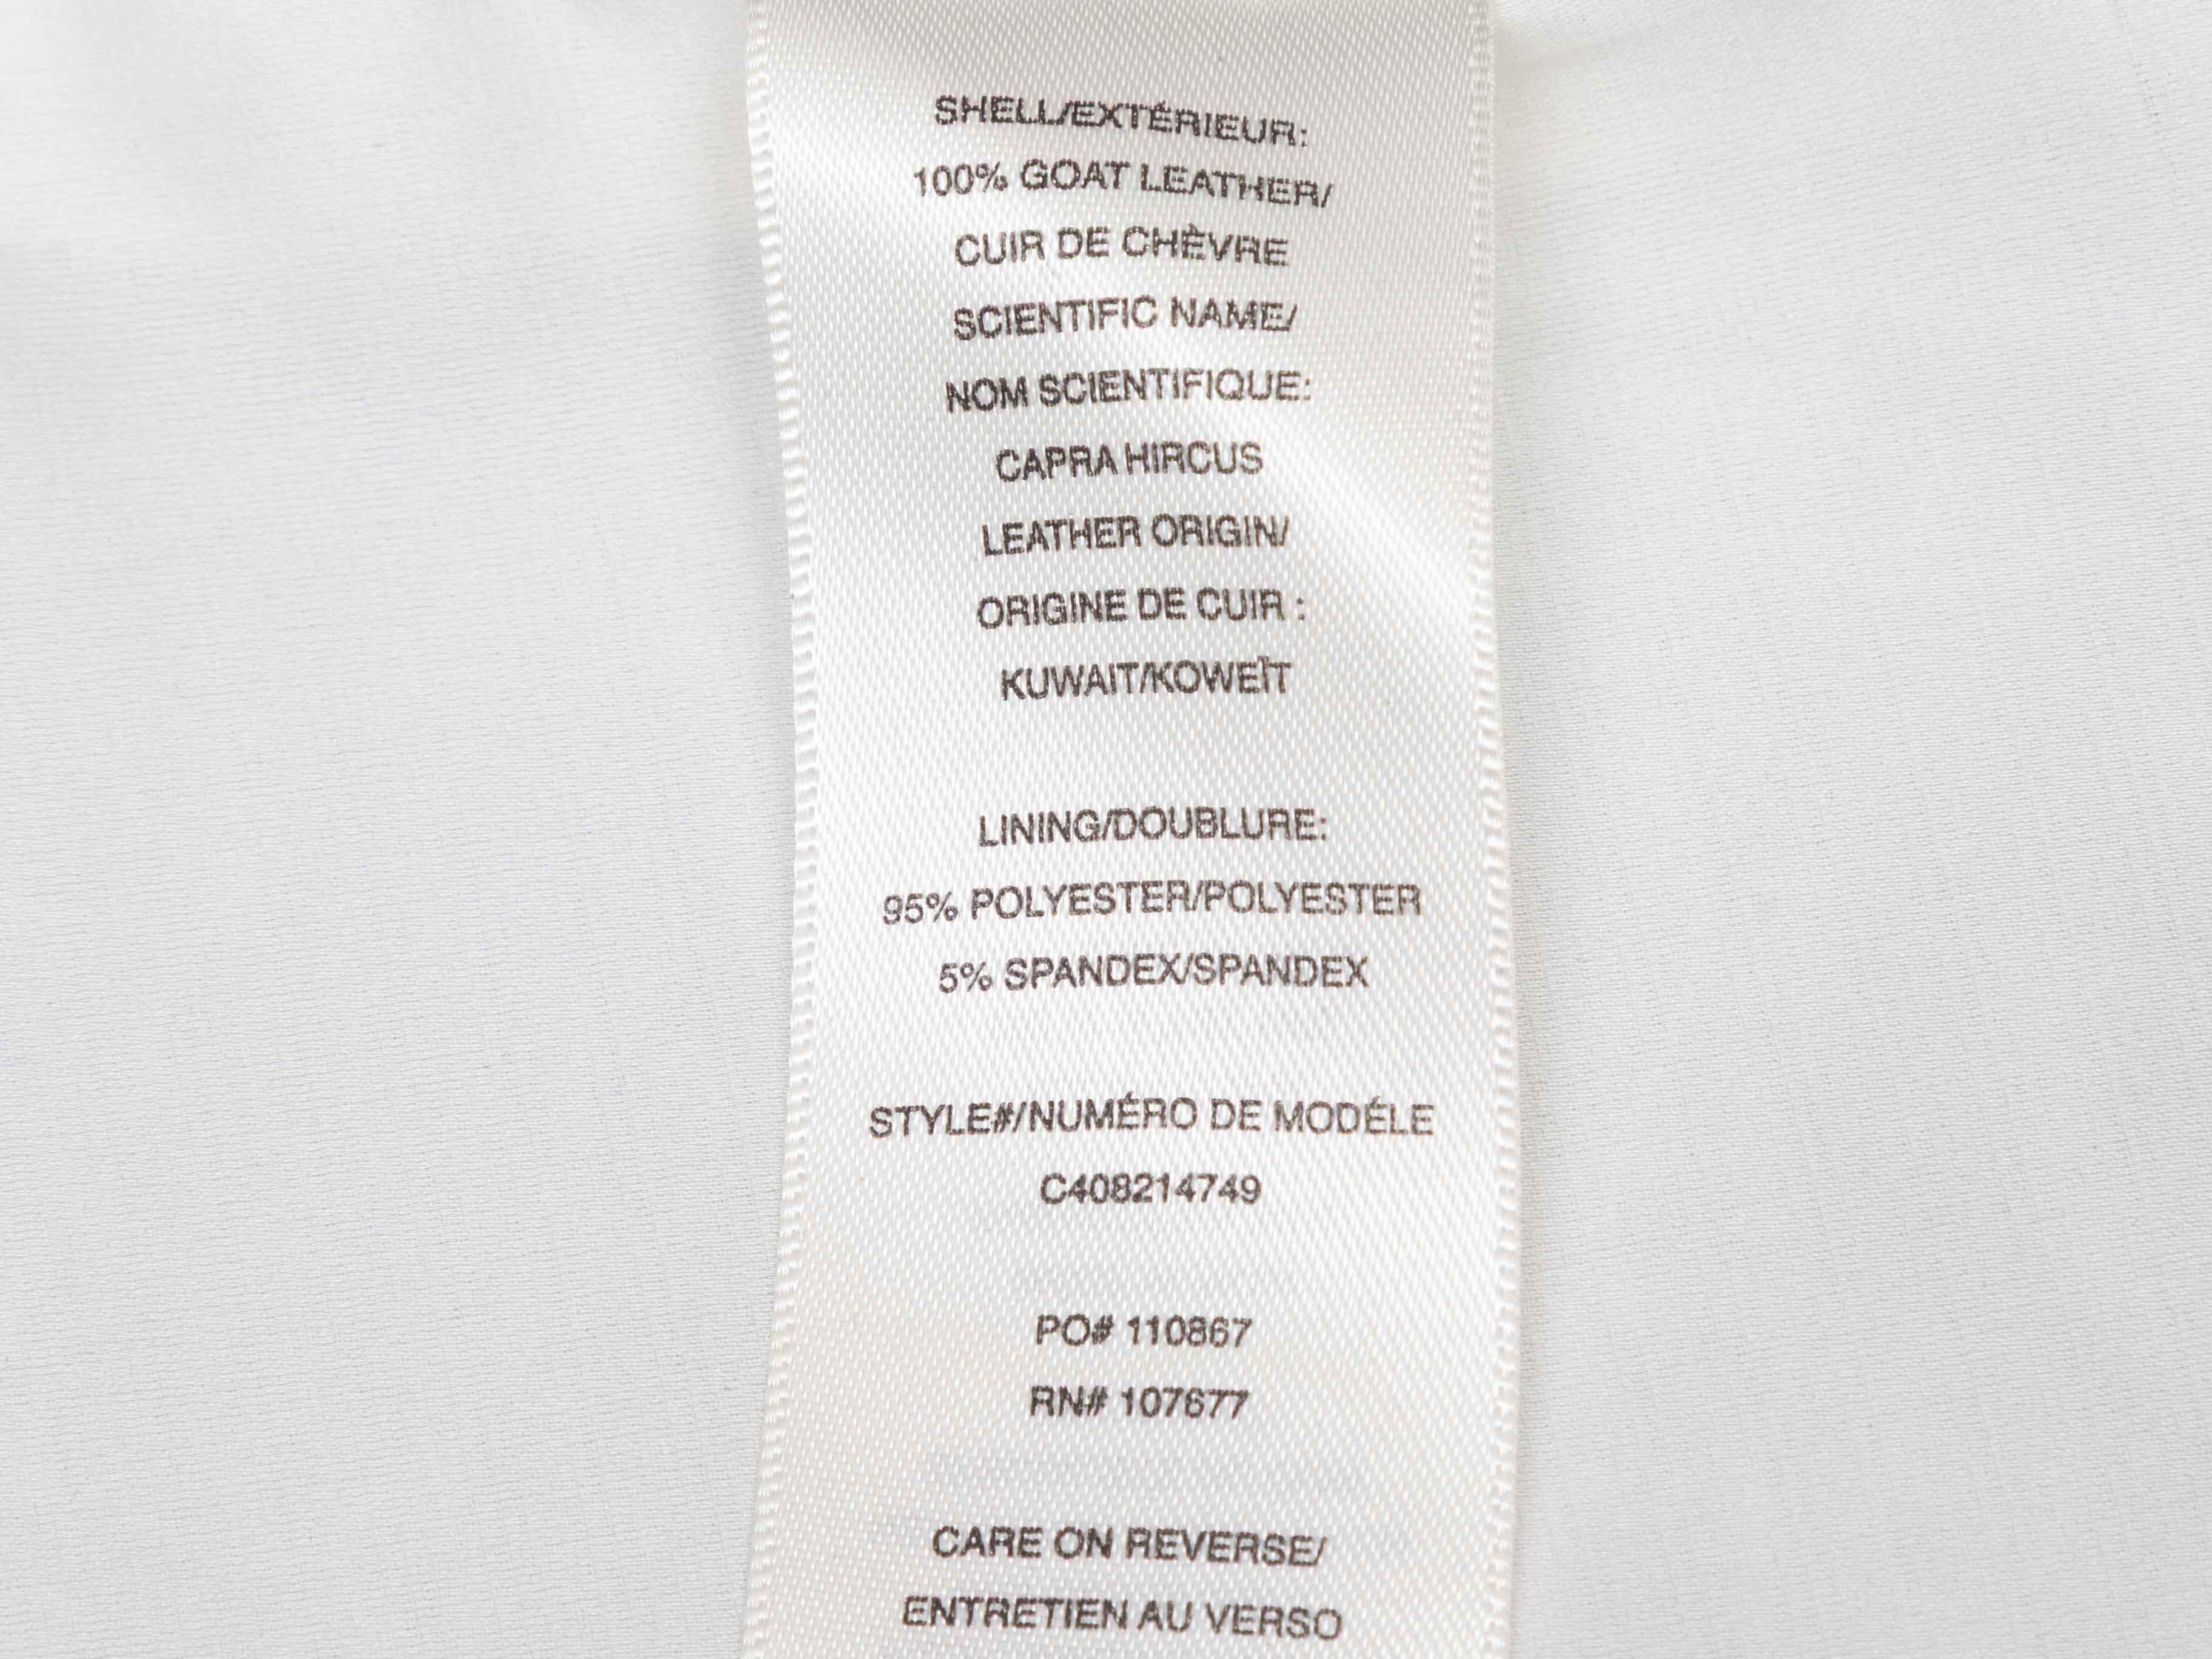 SHELL/EXTÉRIEUR:
100% GOAT LEATHER/
CUIR DE CHÈVRE
SCIENTIFIC NAME/
NOM SCIENTIFIQUE:
CAPRA HIRCUS
LEATHER ORIGIN/
ORIGINE DE CUIR :
KUWAIT/KOWEÏT
LINING/DOUBLURE:
95% POLYESTER/POLYESTER
5% SPANDEX/SPANDEX
STYLE#/NUMÉRO DE MODÉLE
C408214749
PO# 110867
RN# 107677
CARE ON REVERSE/
ENTRETIEN AU VERSO